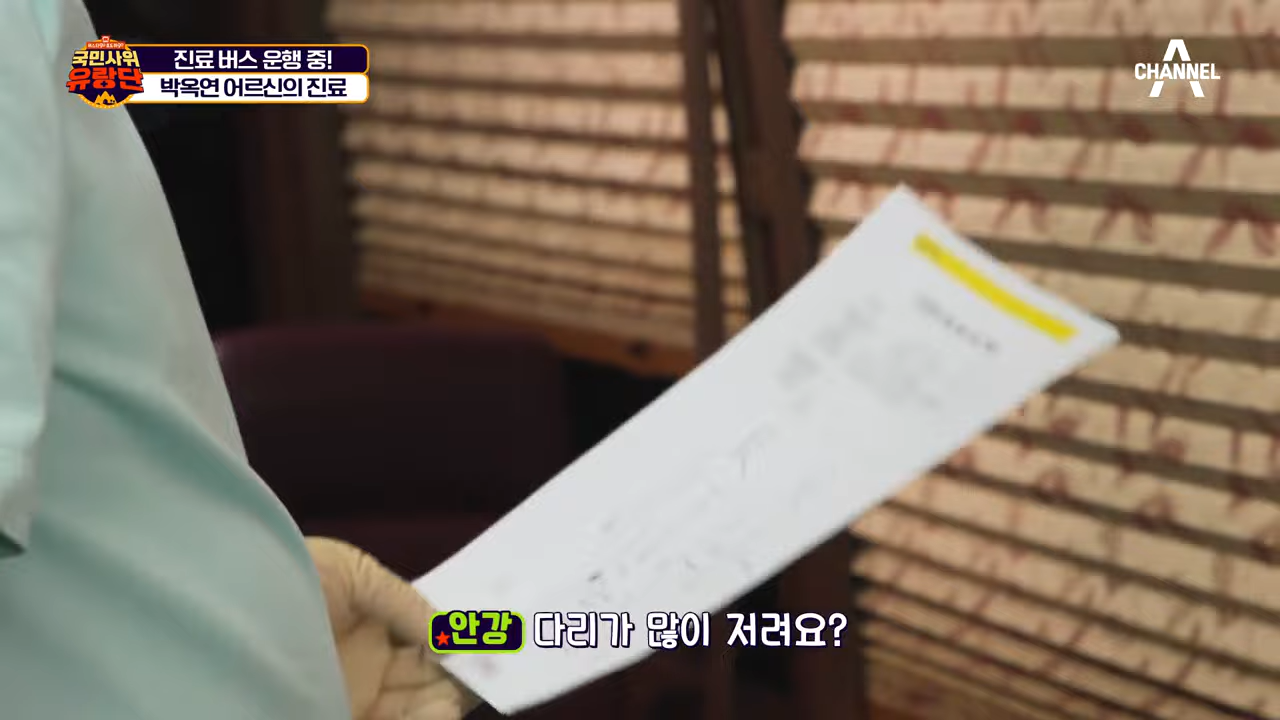 국민사위
유랑단
진료 버스 운행 중!
박옥연 어르신의 진료
CHANNEL A
안강 다리가 많이 저려요?